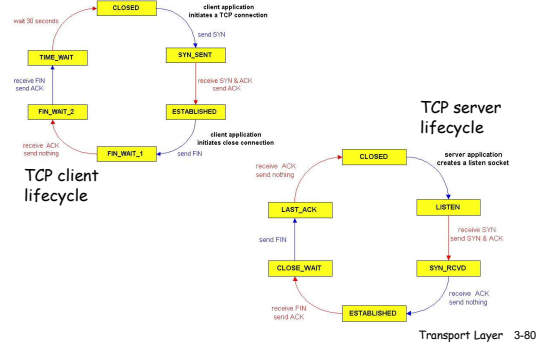 CLOSED
client application
initiates a TCP connection
wait 30 seconds
send SYN
TIME_WAIT
SYN_SENT
receive FIN
send ACK
receive SYN & ACK
send ACK
FIN_WAIT_2
ESTABLISHED
client application
initiates close connection
receive ACK
send nothing
FIN_WAIT_1
send FIN
TCP client
lifecycle
TCP server
lifecycle
CLOSED
server application
creates a listen socket
receive ACK
send nothing
LAST_ACK
LISTEN
receive SYN
send SYN & ACK
send FIN
CLOSE_WAIT
SYN_RCVD
receive FIN
send ACK
receive ACK
send nothing
ESTABLISHED
Transport Layer 3-80